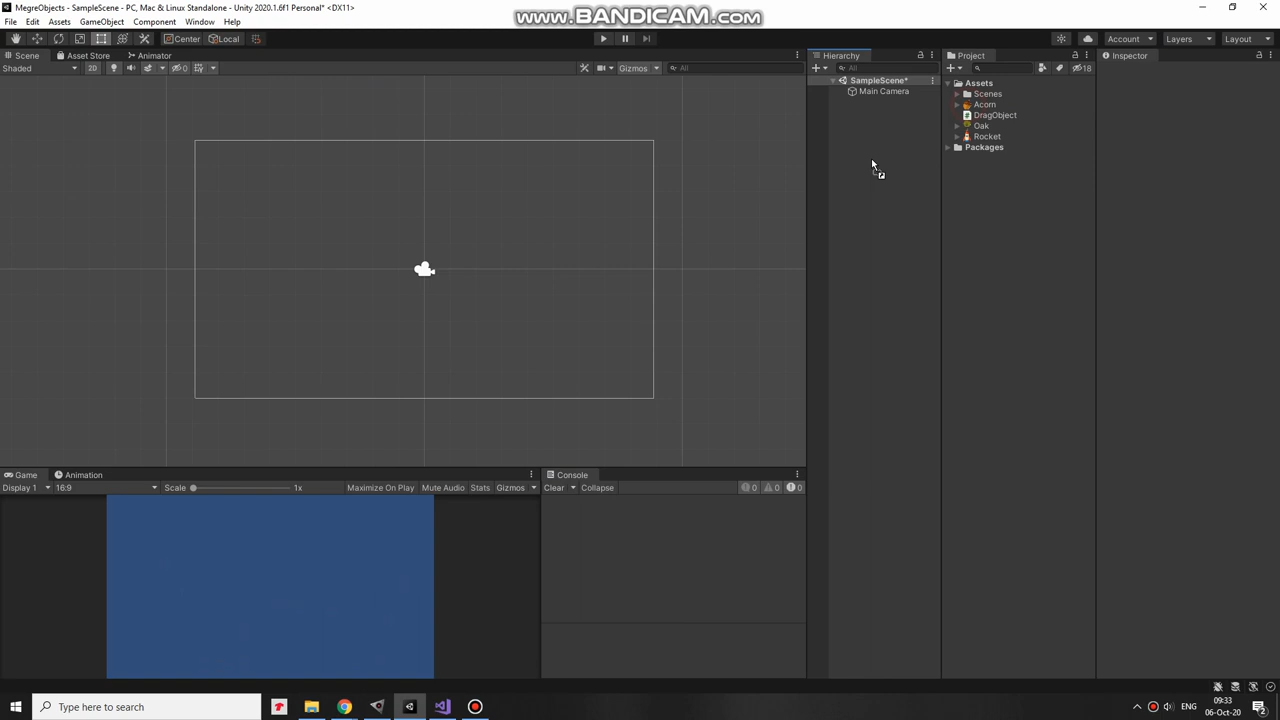 MegreObjects - SampleScene - PC, Mac & Linux Standalone - Unity 2020.1.6f1 Personal* <DX11>
www.BANDICAM.com
File Edit Assets GameObject Component Window Help
Center Local Account Layers Layout
Scene Asset Store Animator Hierarchy Project Inspector
Shaded 2D 0 Gizmos All All 18
SampleScene*
Main Camera
Assets
Scenes
Acorn
DragObject
Oak
Rocket
Packages
Game Animation Console
Display 1 16:9 Scale 1x Maximize On Play Mute Audio Stats Gizmos Clear Collapse 0 0 0
Type here to search
ENG
09:33
06-Oct-20
2